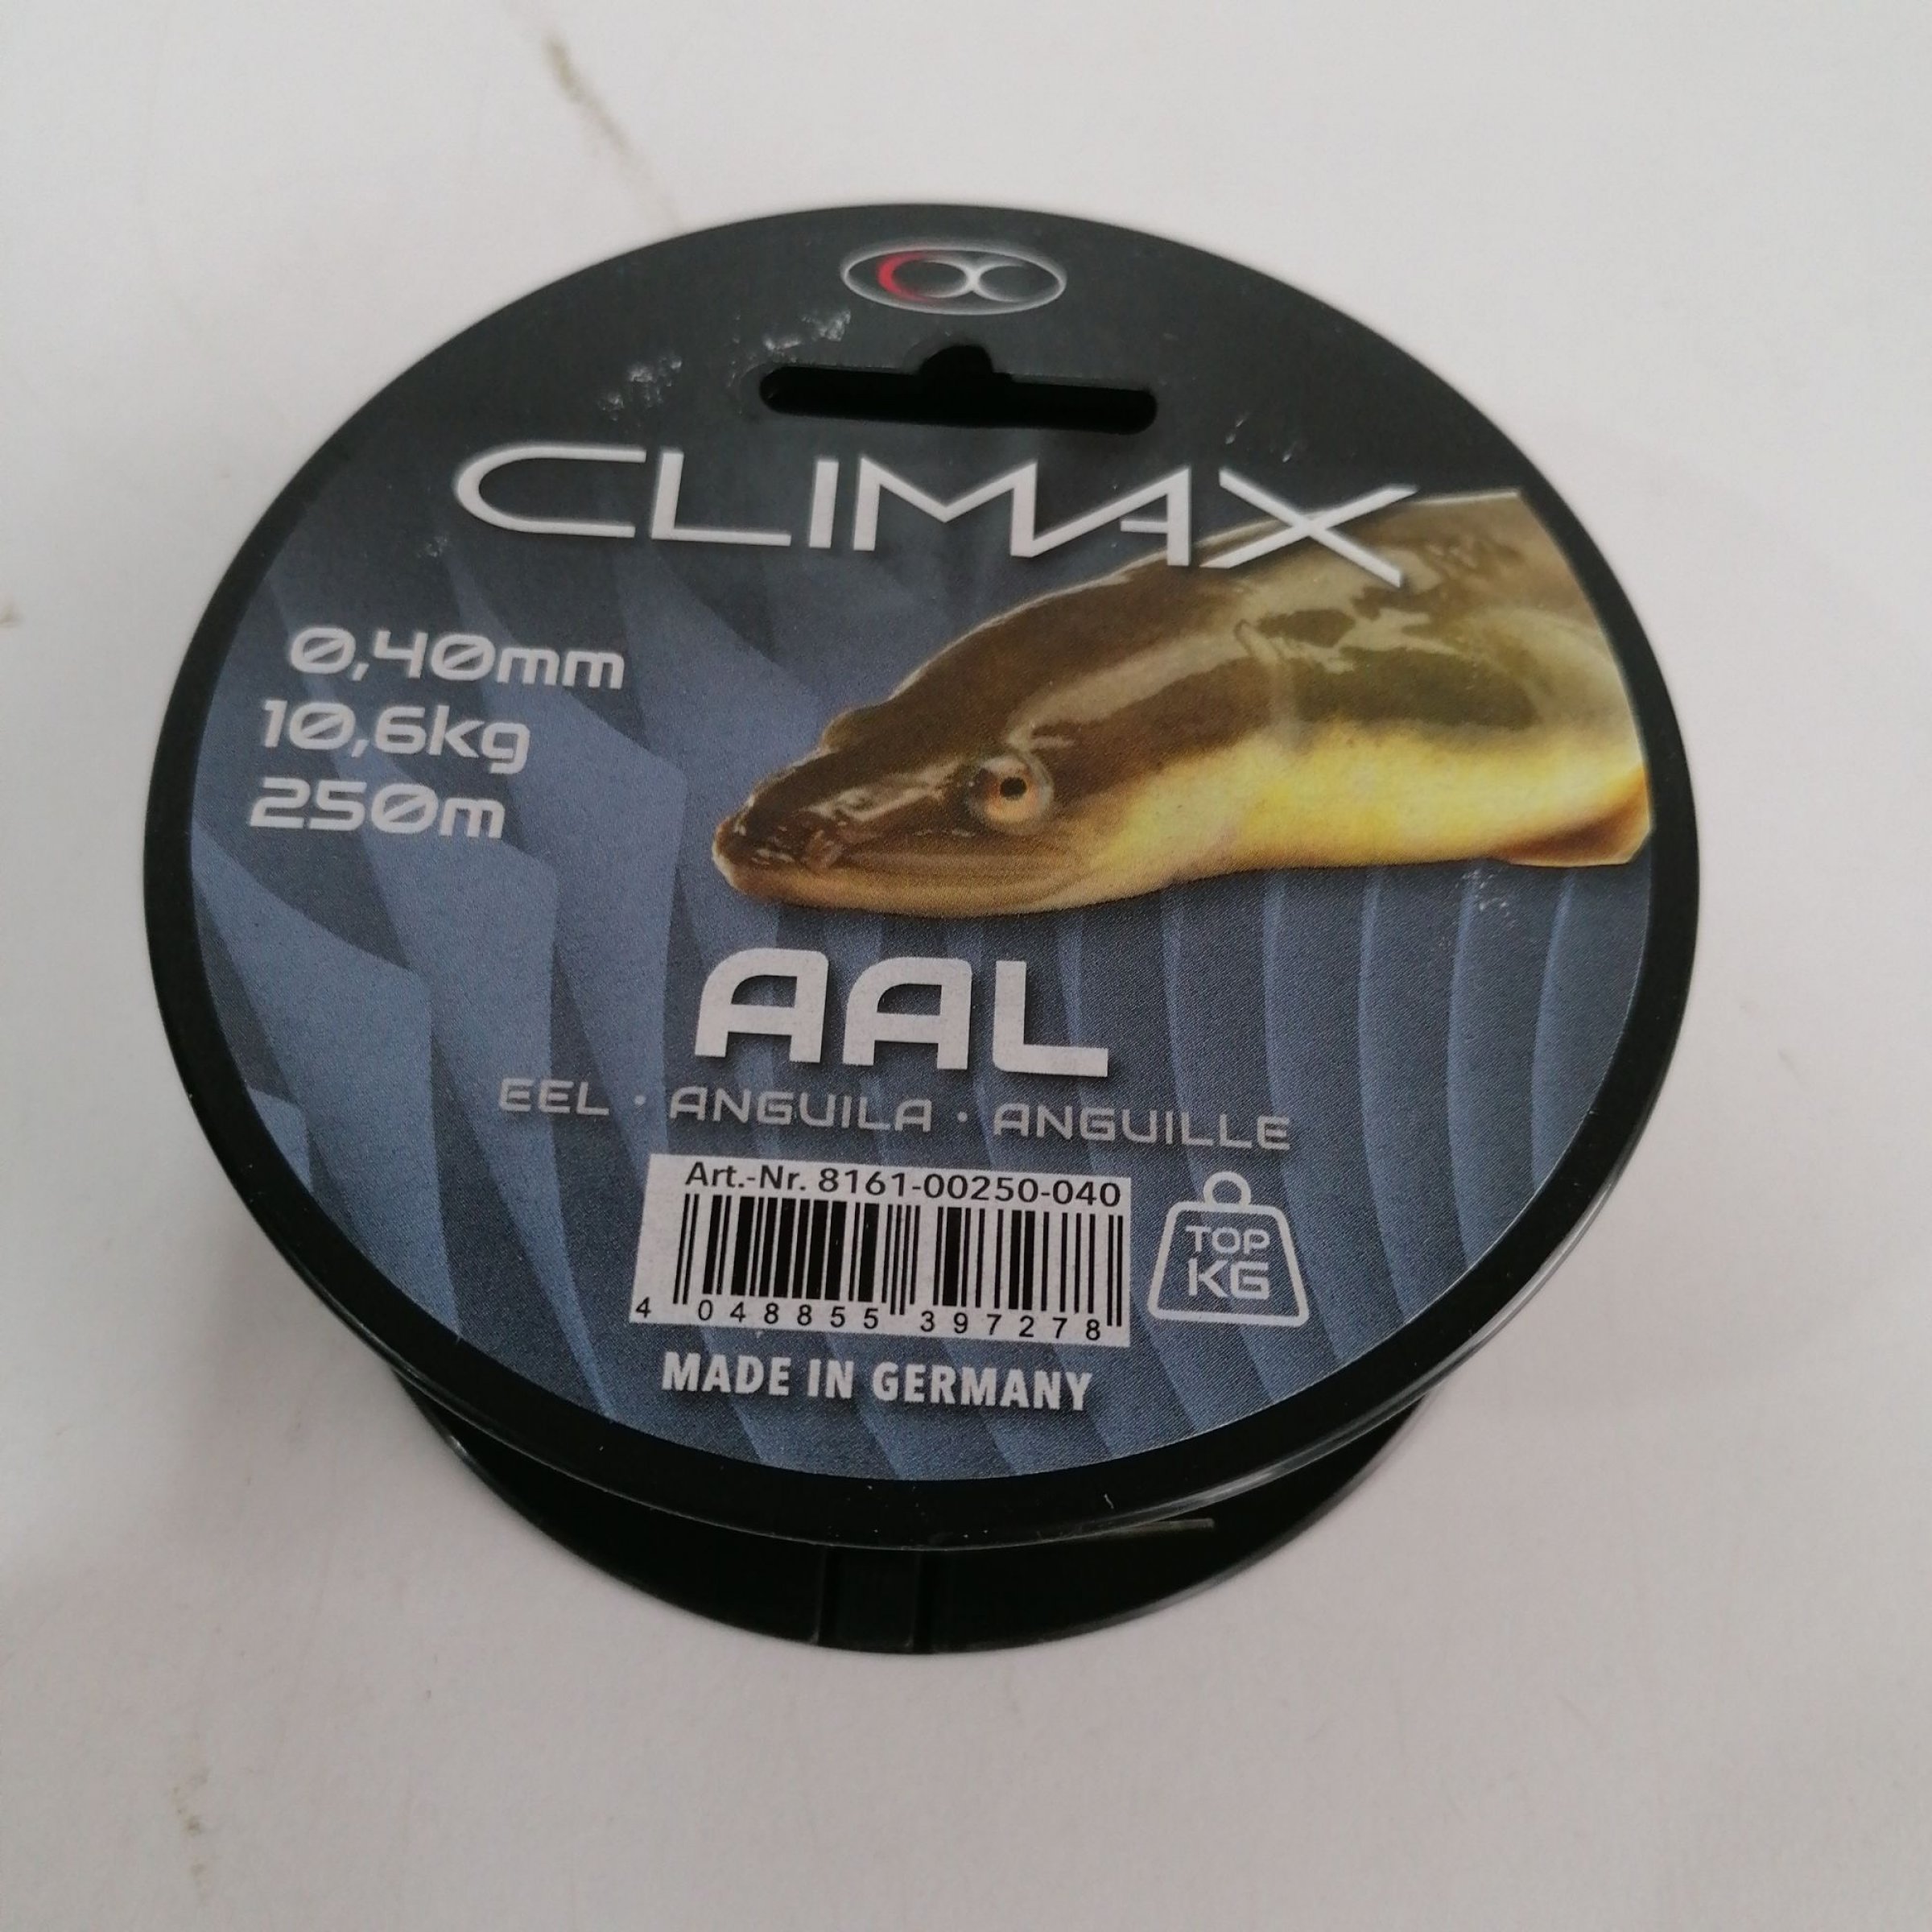 CLIMAX
0,40mm
10,6kg
250m
AAL
EEL · ANGUILA · ANGUILLE
Art.-Nr. 8161-00250-040
4 048855 397278
TOP
KG
MADE IN GERMANY